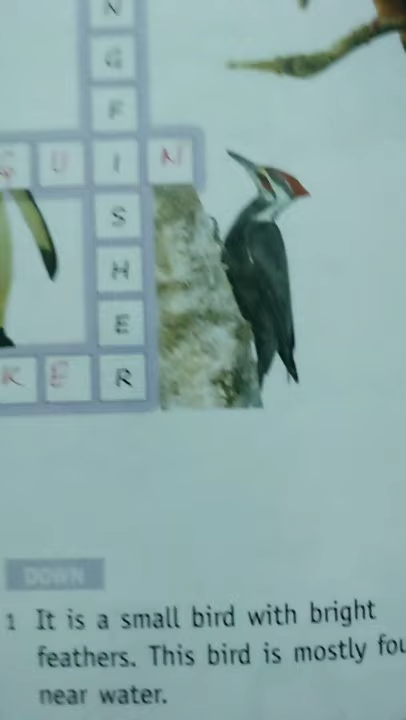 N
G
F
G U I N
S
H
E
K E R
DOWN
1 It is a small bird with bright
feathers. This bird is mostly fou
near water.